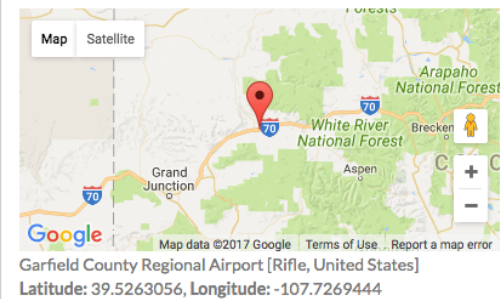 Forests
Map Satellite
Arapaho
National Forest
70
70
White River
National Forest
Brecken
Grand
Junction
Aspen
C
70
Google
Map data ©2017 Google Terms of Use Report a map error
Garfield County Regional Airport [Rifle, United States]
Latitude: 39.5263056, Longitude: -107.7269444